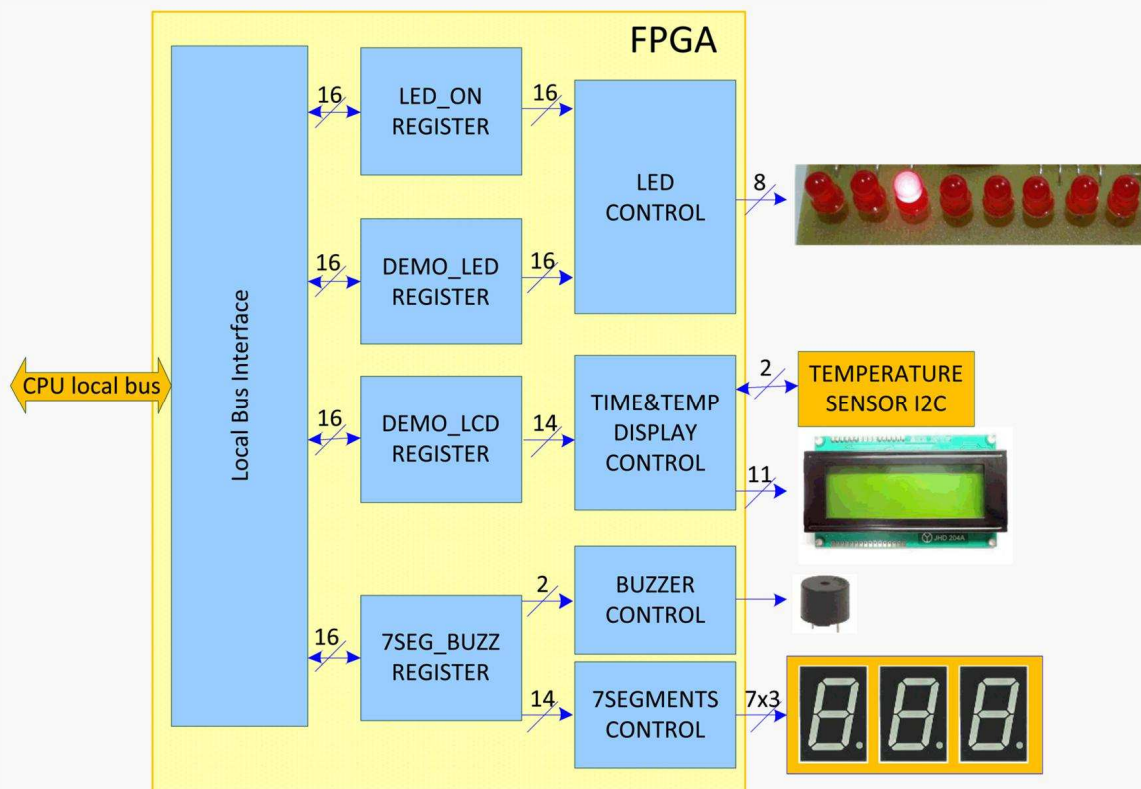 FPGA
16
LED_ON
REGISTER
16
LED
CONTROL
8
16
DEMO_LED
REGISTER
16
Local Bus Interface
CPU local bus
16
DEMO_LCD
REGISTER
14
TIME&TEMP
DISPLAY
CONTROL
2
TEMPERATURE
SENSOR I2C
11
JHD 204A
16
7SEG_BUZZ
REGISTER
2
BUZZER
CONTROL
14
7SEGMENTS
CONTROL
7x3